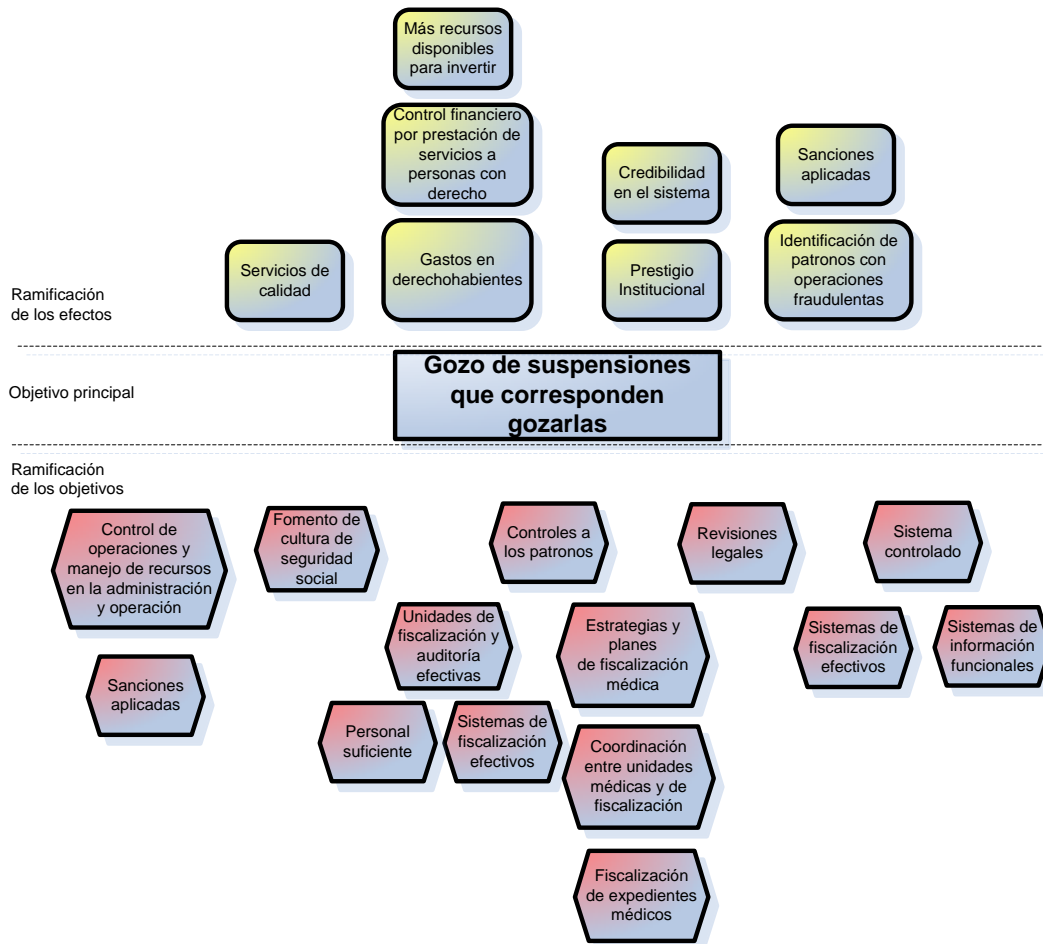 Más recursos
disponibles
para invertir
Control financiero
por prestación de
servicios a
personas con
derecho
Credibilidad
en el sistema
Sanciones
aplicadas
Servicios de
calidad
Gastos en
derechohabientes
Prestigio
Institucional
Identificación de
patronos con
operaciones
fraudulentas
Ramificación
de los efectos
Gozo de suspensiones
que corresponden
gozarlas
Objetivo principal
Ramificación
de los objetivos
Control de
operaciones y
manejo de recursos
en la administración
y operación
Fomento de
cultura de
seguridad
social
Controles a
los patronos
Revisiones
legales
Sistema
controlado
Unidades de
fiscalización y
auditoría
efectivas
Estrategias y
planes
de fiscalización
médica
Sistemas de
fiscalización
efectivos
Sistemas de
información
funcionales
Sanciones
aplicadas
Personal
suficiente
Sistemas de
fiscalización
efectivos
Coordinación
entre unidades
médicas y de
fiscalización
Fiscalización
de expedientes
médicos